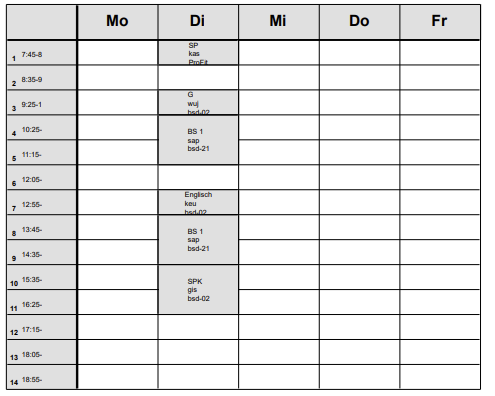 Mo Di Mi Do Fr
1 7:45-8
SP
kas
ProFit
2 8:35-9
3 9:25-1
G
wuj
bsd-02
4 10:25-
BS 1
sap
bsd-21
5 11:15-
6 12:05-
7 12:55-
Englisch
keu
bsd-02
8 13:45-
BS 1
sap
bsd-21
9 14:35-
10 15:35-
SPK
gis
bsd-02
11 16:25-
12 17:15-
13 18:05-
14 18:55-